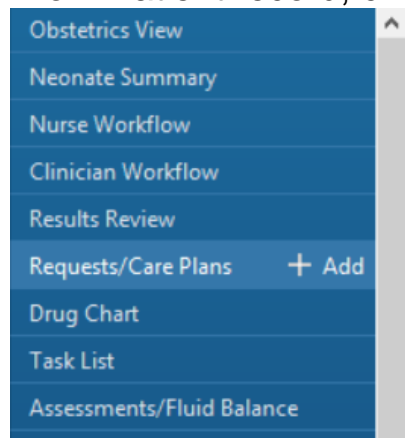 Obstetrics View
Neonate Summary
Nurse Workflow
Clinician Workflow
Results Review
Requests/Care Plans + Add
Drug Chart
Task List
Assessments/Fluid Balance